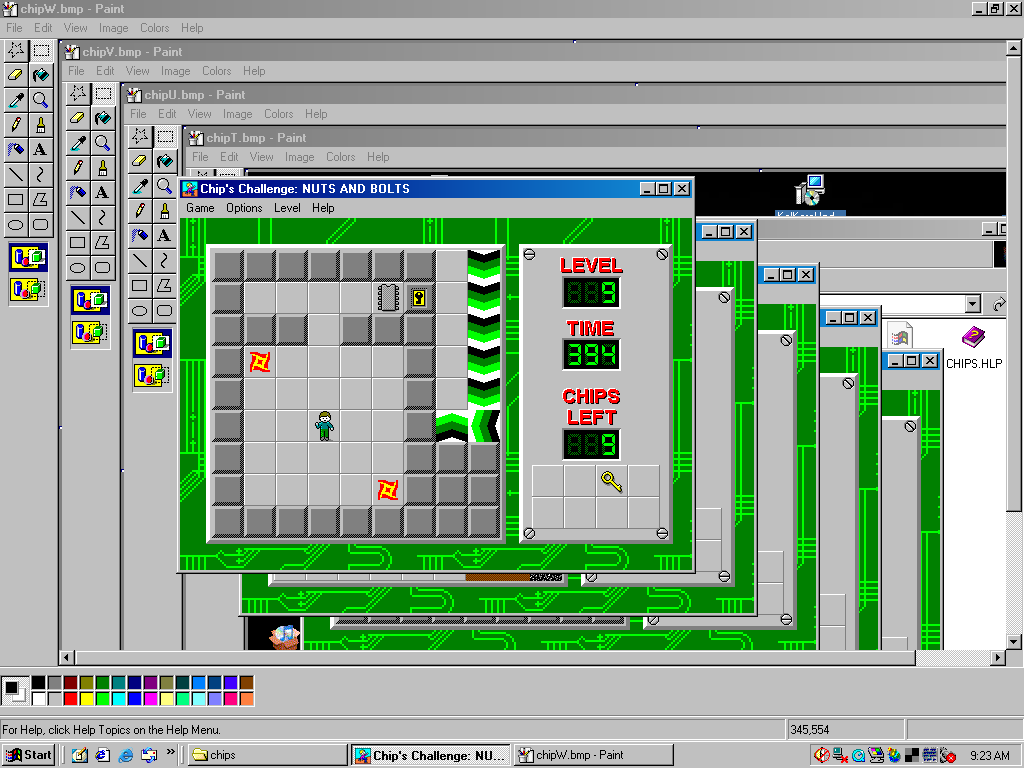 chipW.bmp - Paint
File Edit View Image Colors Help
chipV.bmp - Paint
File Edit View Image Colors Help
chipU.bmp - Paint
File Edit View Image Colors Help
chipT.bmp - Paint
File Edit View Image Colors Help
Chip's Challenge: NUTS AND BOLTS
Game Options Level Help
LEVEL
9
TIME
394
CHIPS
LEFT
9
CHIPS.HLP
A
A
A
For Help, click Help Topics on the Help Menu.
345,554
Start
chips
Chip's Challenge: NU...
chipW.bmp - Paint
9:23 AM